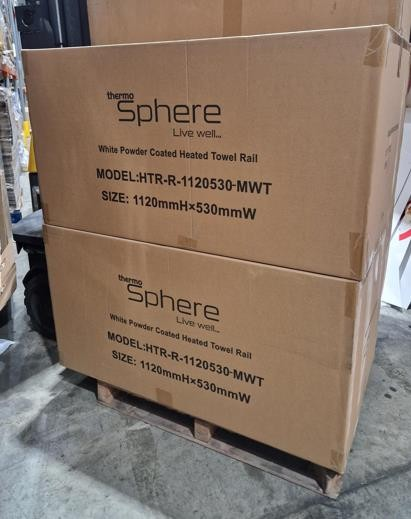 thermo
Sphere
Live well...
White Powder Coated Heated Towel Rail
MODEL:HTR-R-1120530-MWT
SIZE: 1120mmH×530mmW
thermo
Sphere
Live well...
White Powder Coated Heated Towel Rail
MODEL:HTR-R-1120530-MWT
SIZE: 1120mmH×530mmW